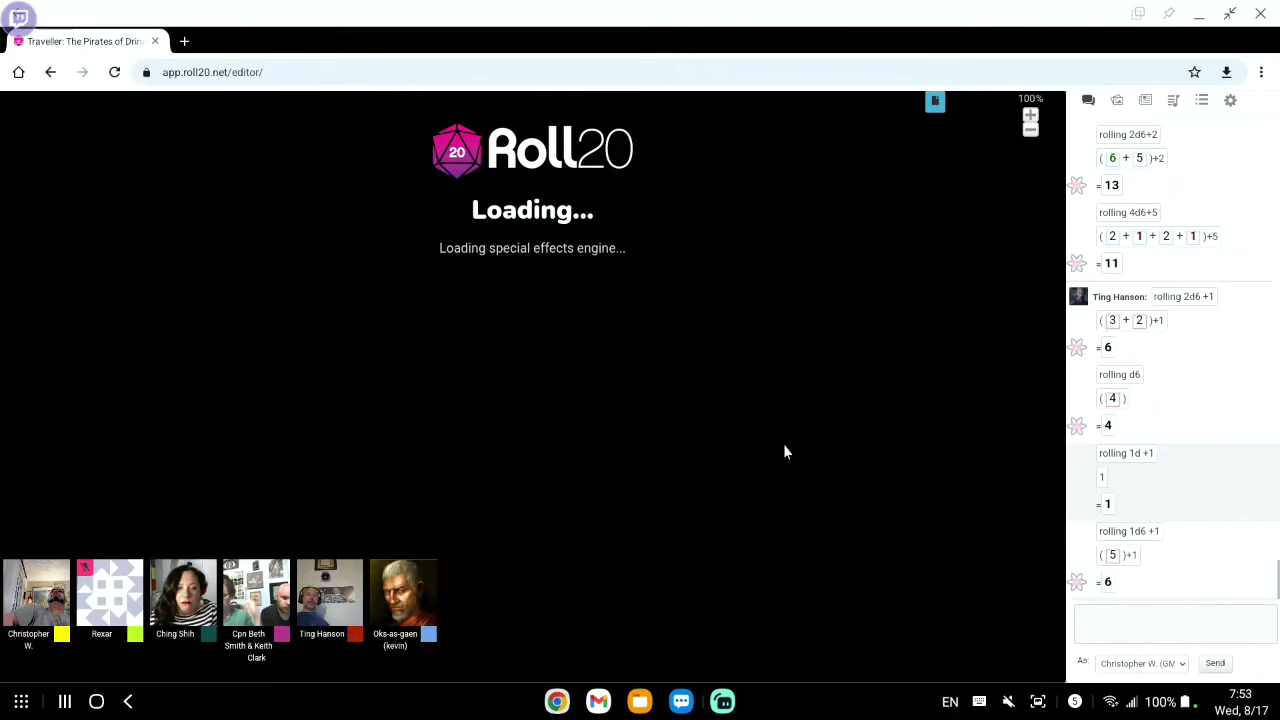 Traveller: The Pirates of Drina
app.roll20.net/editor/
100%
20
Roll20
Loading...
Loading special effects engine...
rolling 2d6+2
( 6 + 5 )+2
= 13
rolling 4d6+5
( 2 + 1 + 2 + 1 )+5
= 11
Ting Hanson: rolling 2d6 +1
( 3 + 2 )+1
= 6
rolling d6
( 4 )
= 4
rolling 1d +1
1
= 1
rolling 1d6 +1
( 5 )+1
= 6
Christopher W.
Rexar
Ching Shih
Cpn Beth Smith & Keith Clark
Ting Hanson
Oks-as-gaen (kevin)
As: Christopher W. (GM Send
EN
5
100%
7:53
Wed, 8/17